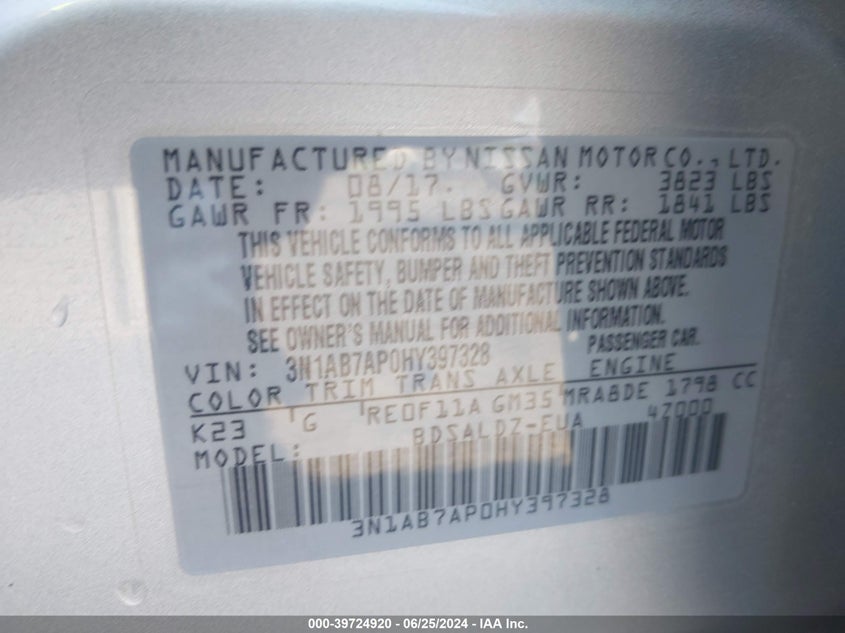 MANUFACTURED BY NISSAN MOTOR CO., LTD.
DATE: 08/17. GVWR: 3823 LBS
GAWR FR: 1995 LBS GAWR RR: 1841 LBS
THIS VEHICLE CONFORMS TO ALL APPLICABLE FEDERAL MOTOR
VEHICLE SAFETY, BUMPER AND THEFT PREVENTION STANDARDS
IN EFFECT ON THE DATE OF MANUFACTURE SHOWN ABOVE.
SEE OWNER'S MANUAL FOR ADDITIONAL INFORMATION.
VIN: 3N1AB7AP0HY397328 PASSENGER CAR.
COLOR TRIM TRANS AXLE ENGINE
K23 G RE0F11A GM35 MRA8DE 1798 CC
MODEL: BDSALDZ-EUA 47000
3N1AB7AP0HY397328
000-39724920 - 06/25/2024 - IAA Inc.